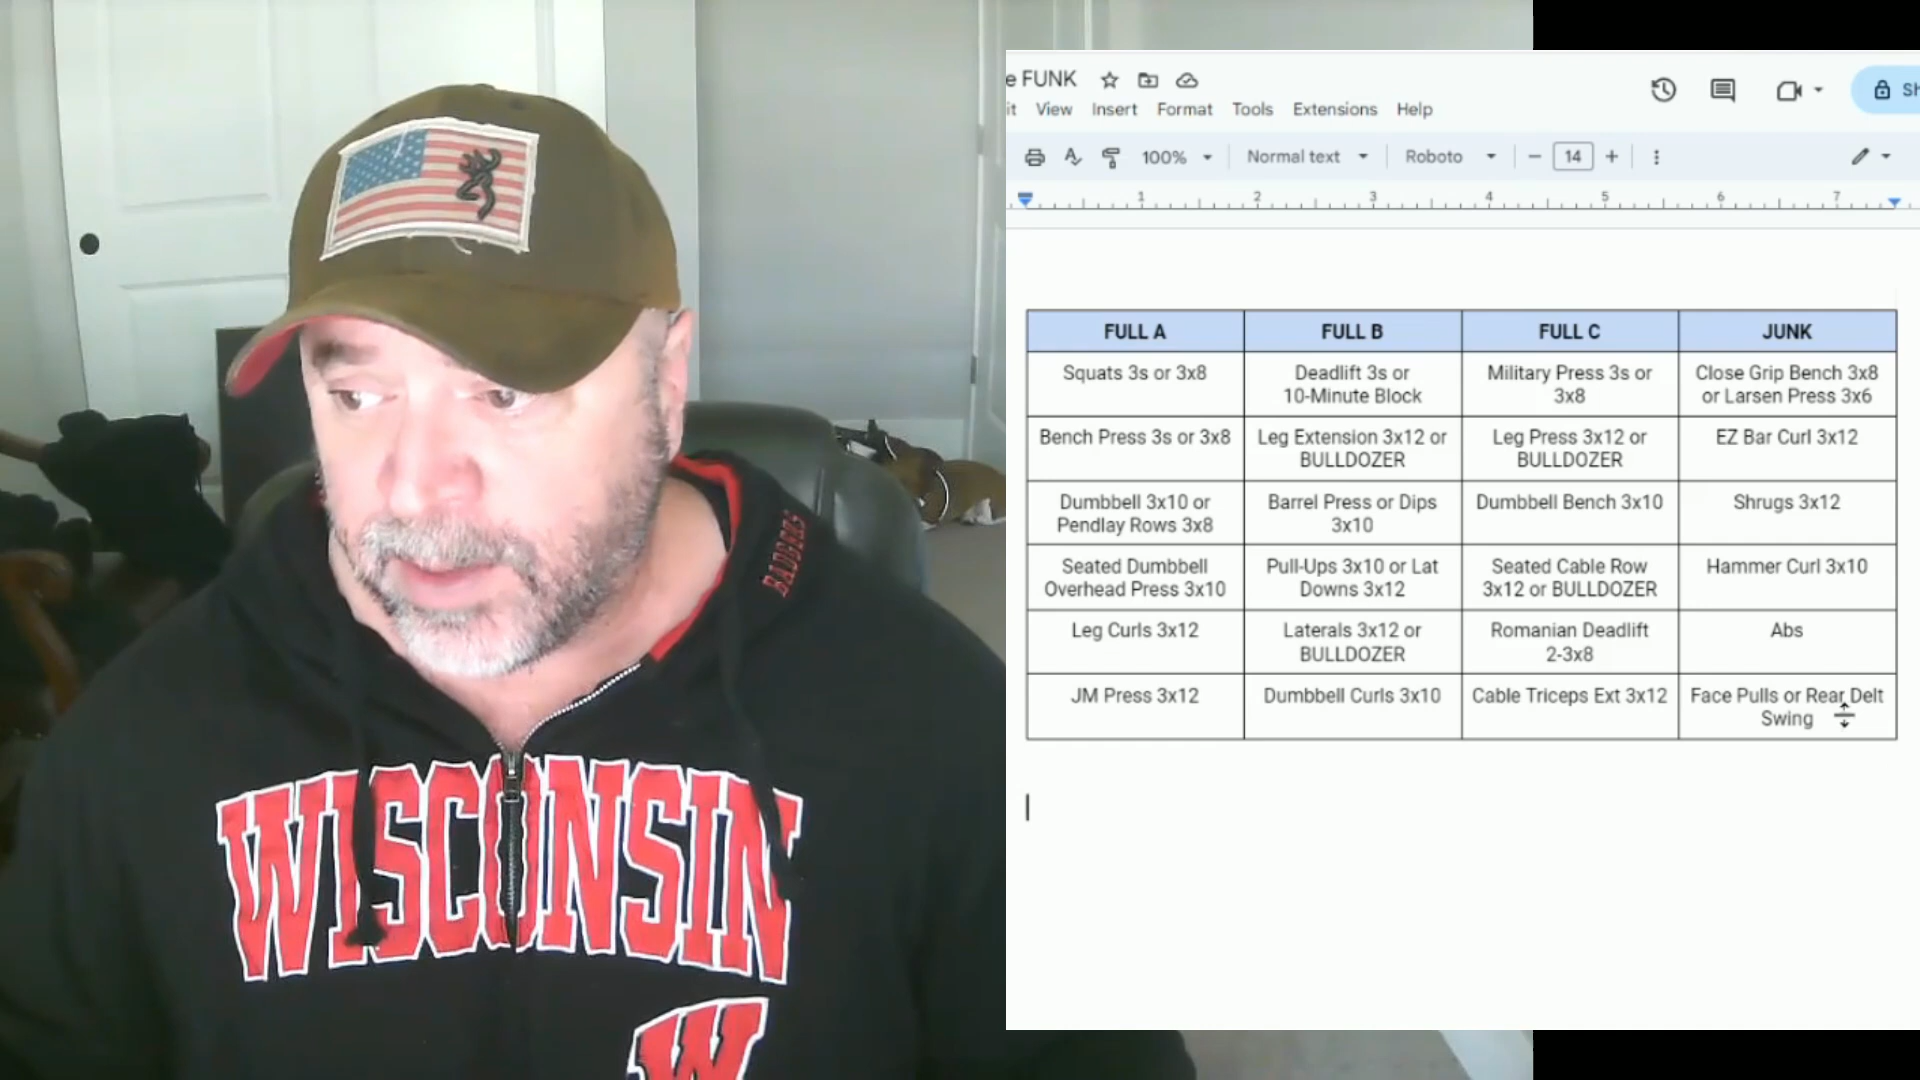 e FUNK
it View Insert Format Tools Extensions Help
Sh
100% Normal text Roboto 14
1 2 3 4 5 6 7
FULL A FULL B FULL C JUNK
Squats 3s or 3x8
Deadlift 3s or
10-Minute Block
Military Press 3s or
3x8
Close Grip Bench 3x8
or Larsen Press 3x6
Bench Press 3s or 3x8
Leg Extension 3x12 or
BULLDOZER
Leg Press 3x12 or
BULLDOZER
EZ Bar Curl 3x12
Dumbbell 3x10 or
Pendlay Rows 3x8
Barrel Press or Dips
3x10
Dumbbell Bench 3x10
Shrugs 3x12
Seated Dumbbell
Overhead Press 3x10
Pull-Ups 3x10 or Lat
Downs 3x12
Seated Cable Row
3x12 or BULLDOZER
Hammer Curl 3x10
Leg Curls 3x12
Laterals 3x12 or
BULLDOZER
Romanian Deadlift
2-3x8
Abs
JM Press 3x12
Dumbbell Curls 3x10
Cable Triceps Ext 3x12
Face Pulls or Rear Delt
Swing
BADGERS
WISCONSIN
W